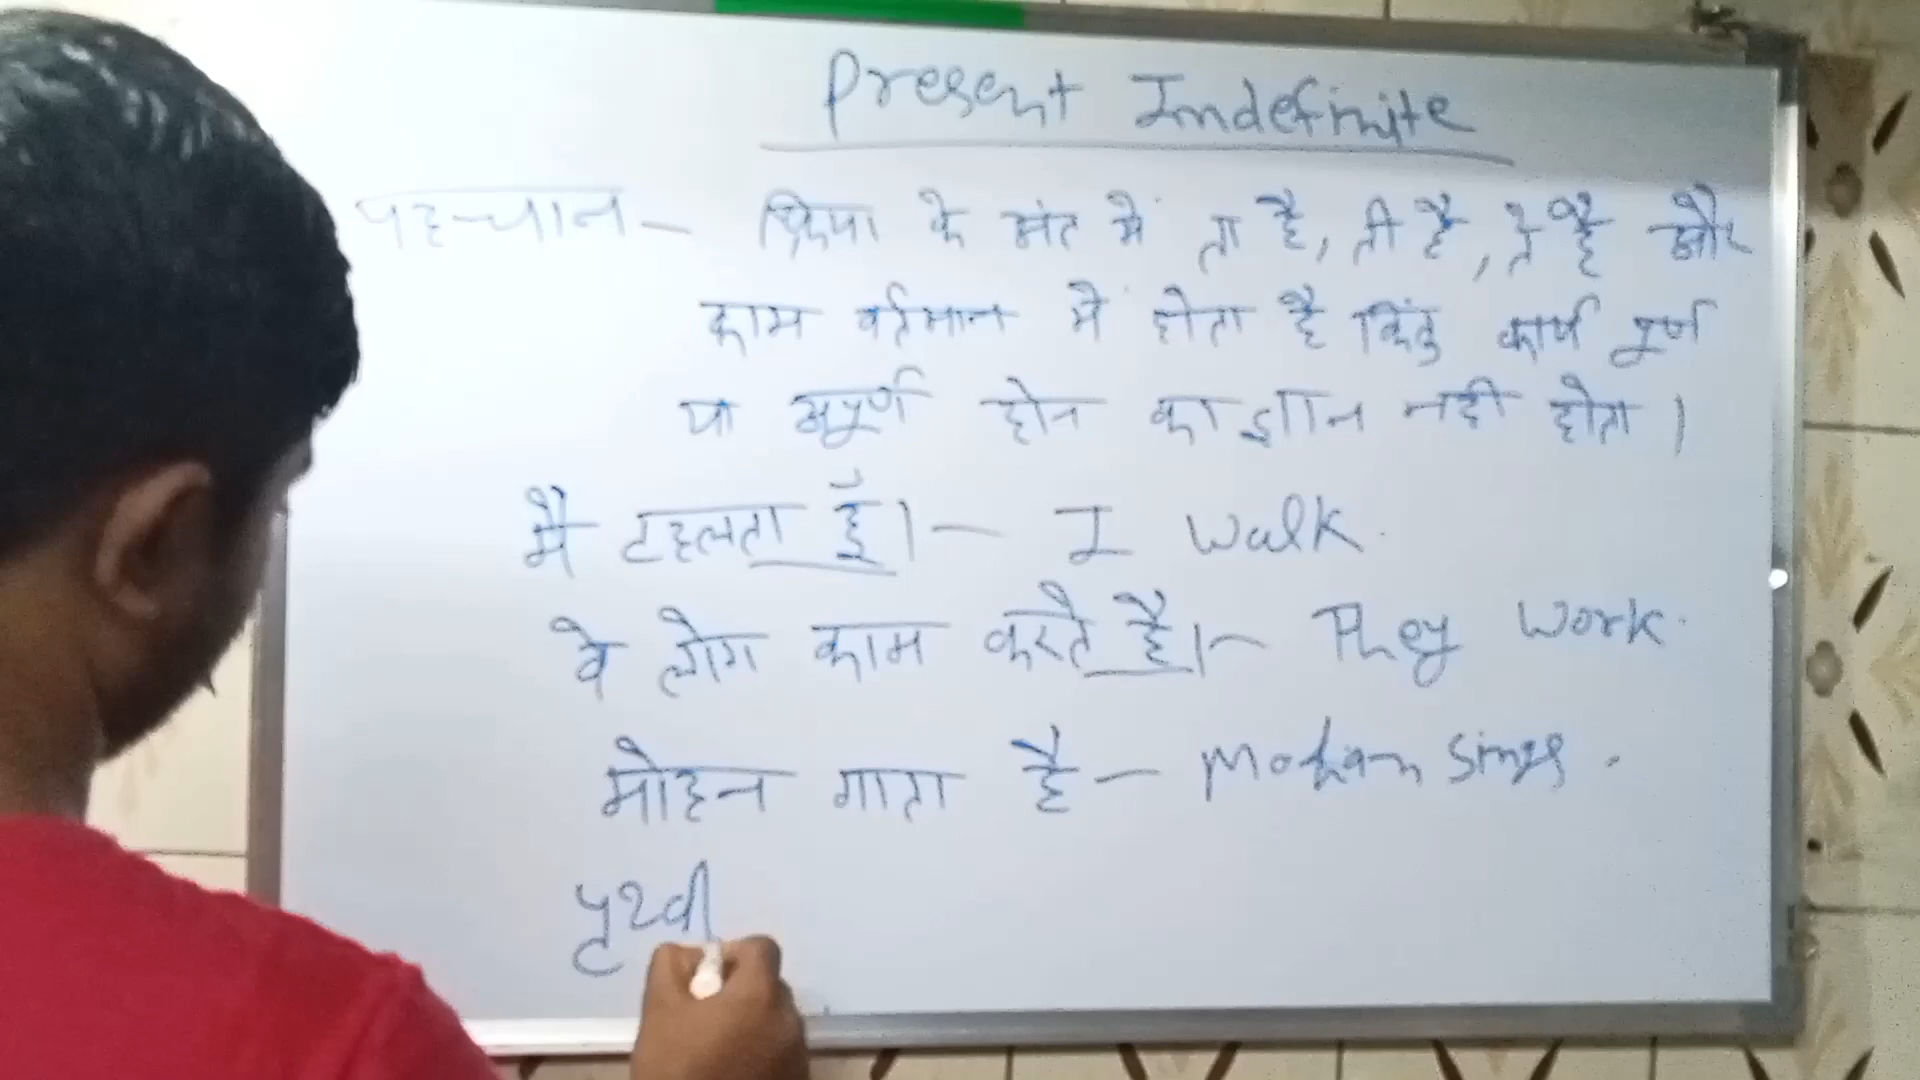 Present Indefinite
पहचान - क्रिया के अंत में ता है, ती है, ते है और
काम वर्तमान में होता है किंतु कार्य पूर्ण
या अपूर्ण होन का ज्ञान नही होता।
मै टहलता हूँ। - I Walk.
वे लोग काम करते है। - They Work.
मोहन गाता है - Mohan Sings.
पृथ्वी